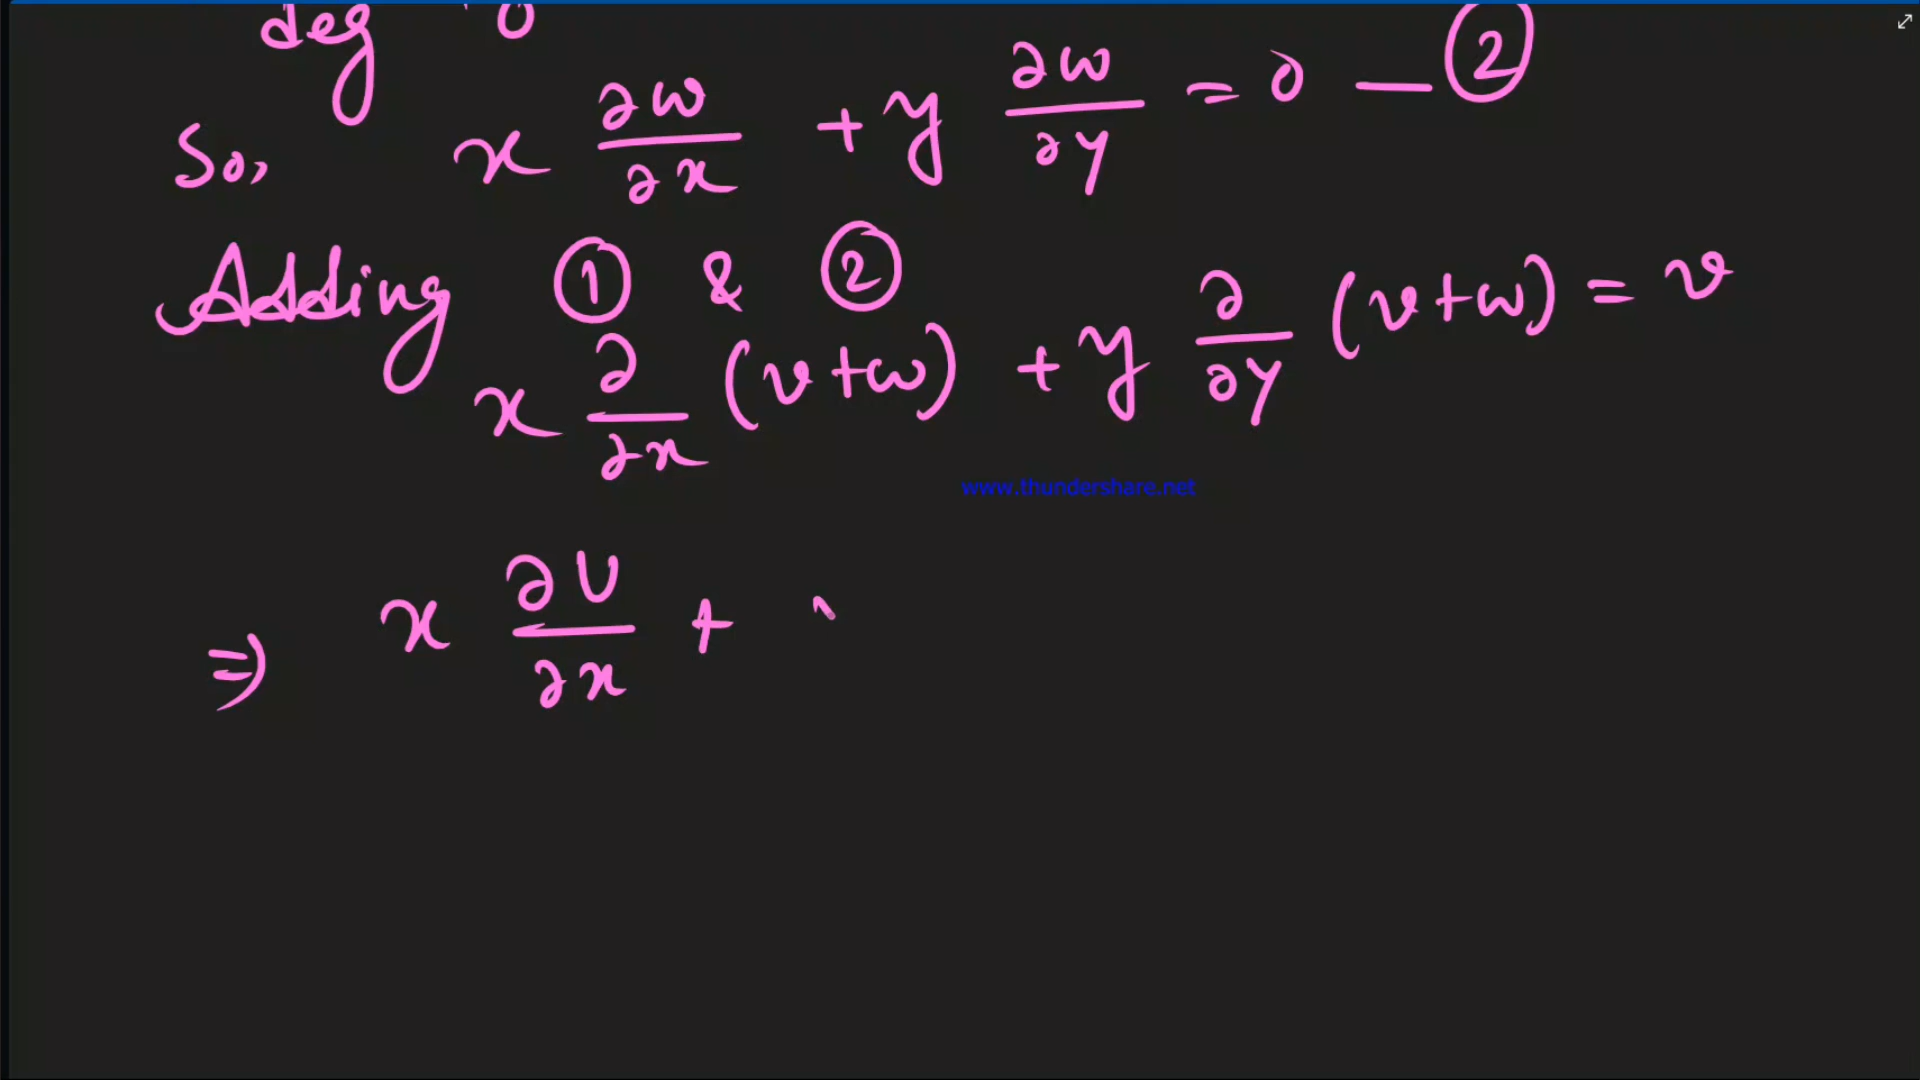 deg 0
So, x ∂w/∂x + y ∂w/∂y = 0 — ②
Adding ① & ②
x ∂/∂x (v+w) + y ∂/∂y (v+w) = v
www.thundershare.net
⇒ x ∂U/∂x +